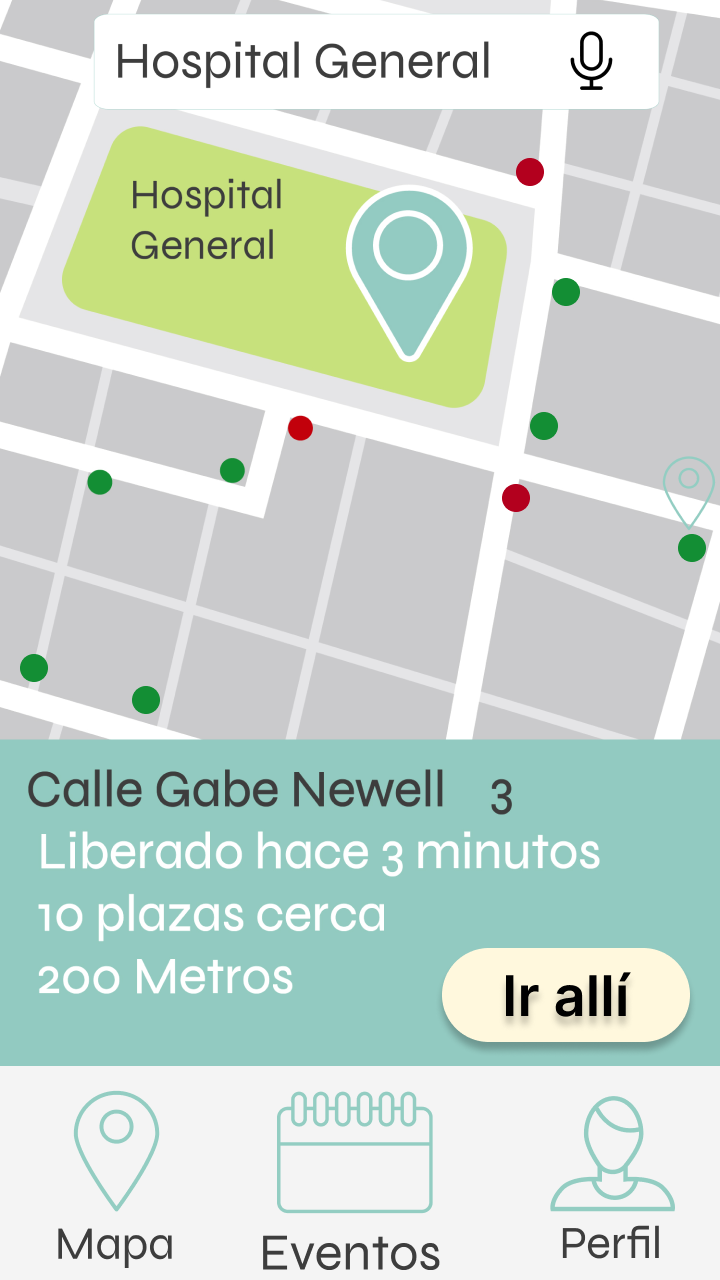 Hospital General
Hospital
General
Calle Gabe Newell 3
Liberado hace 3 minutos
10 plazas cerca
200 Metros
Ir allí
Mapa
Eventos
Perfil